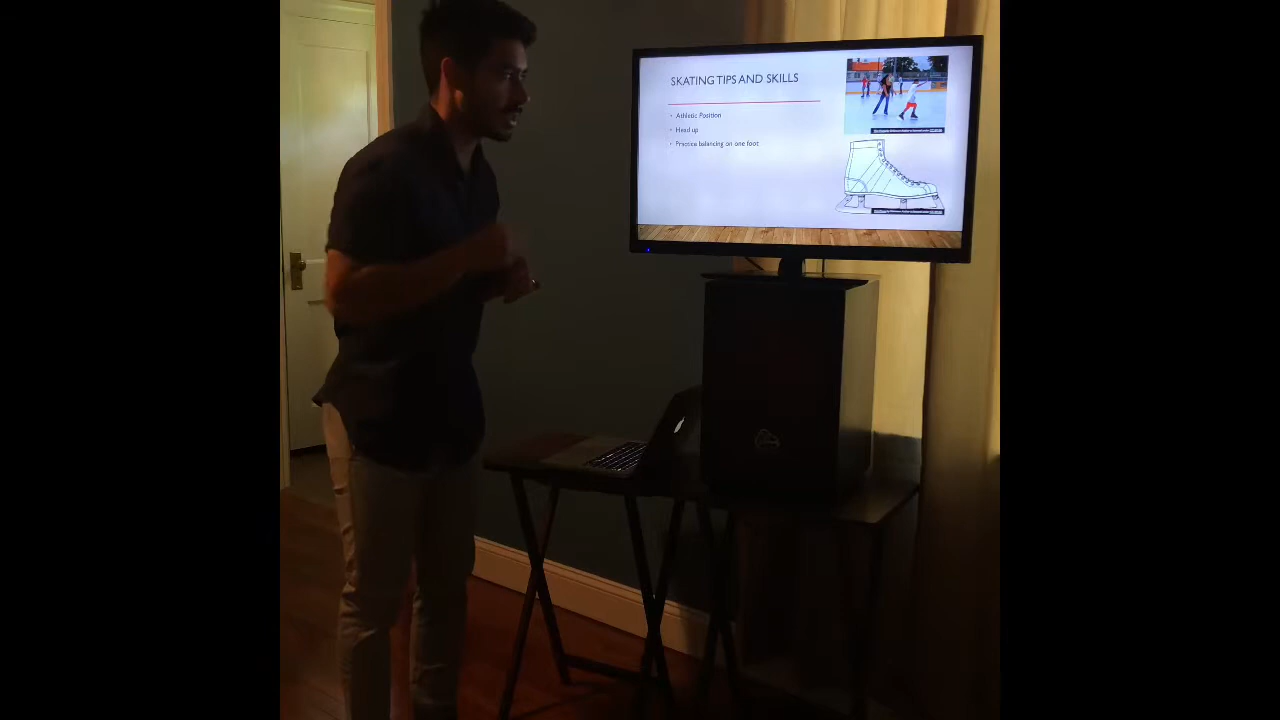 SKATING TIPS AND SKILLS
• Athletic Position
• Head up
• Practice balancing on one foot